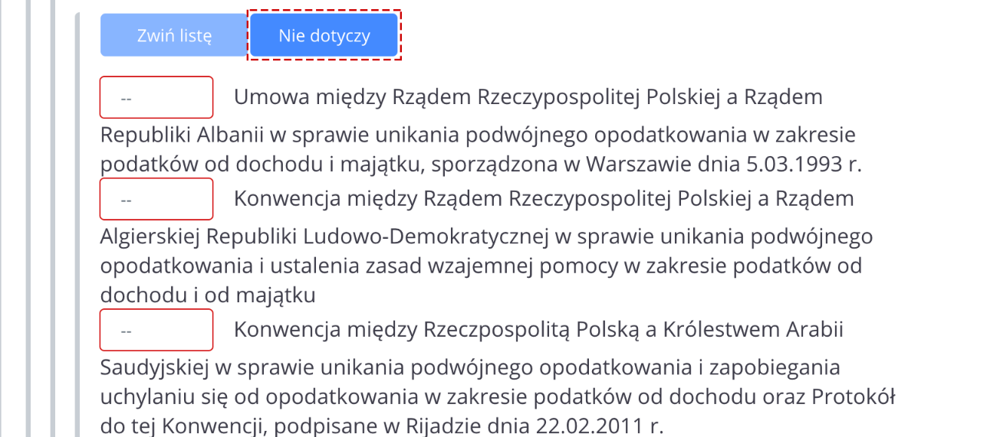 Zwiń listę Nie dotyczy
-- Umowa między Rządem Rzeczypospolitej Polskiej a Rządem
Republiki Albanii w sprawie unikania podwójnego opodatkowania w zakresie
podatków od dochodu i majątku, sporządzona w Warszawie dnia 5.03.1993 r.
-- Konwencja między Rządem Rzeczypospolitej Polskiej a Rządem
Algierskiej Republiki Ludowo-Demokratycznej w sprawie unikania podwójnego
opodatkowania i ustalenia zasad wzajemnej pomocy w zakresie podatków od
dochodu i od majątku
-- Konwencja między Rzeczpospolitą Polską a Królestwem Arabii
Saudyjskiej w sprawie unikania podwójnego opodatkowania i zapobiegania
uchylaniu się od opodatkowania w zakresie podatków od dochodu oraz Protokół
do tej Konwencji, podpisane w Rijadzie dnia 22.02.2011 r.